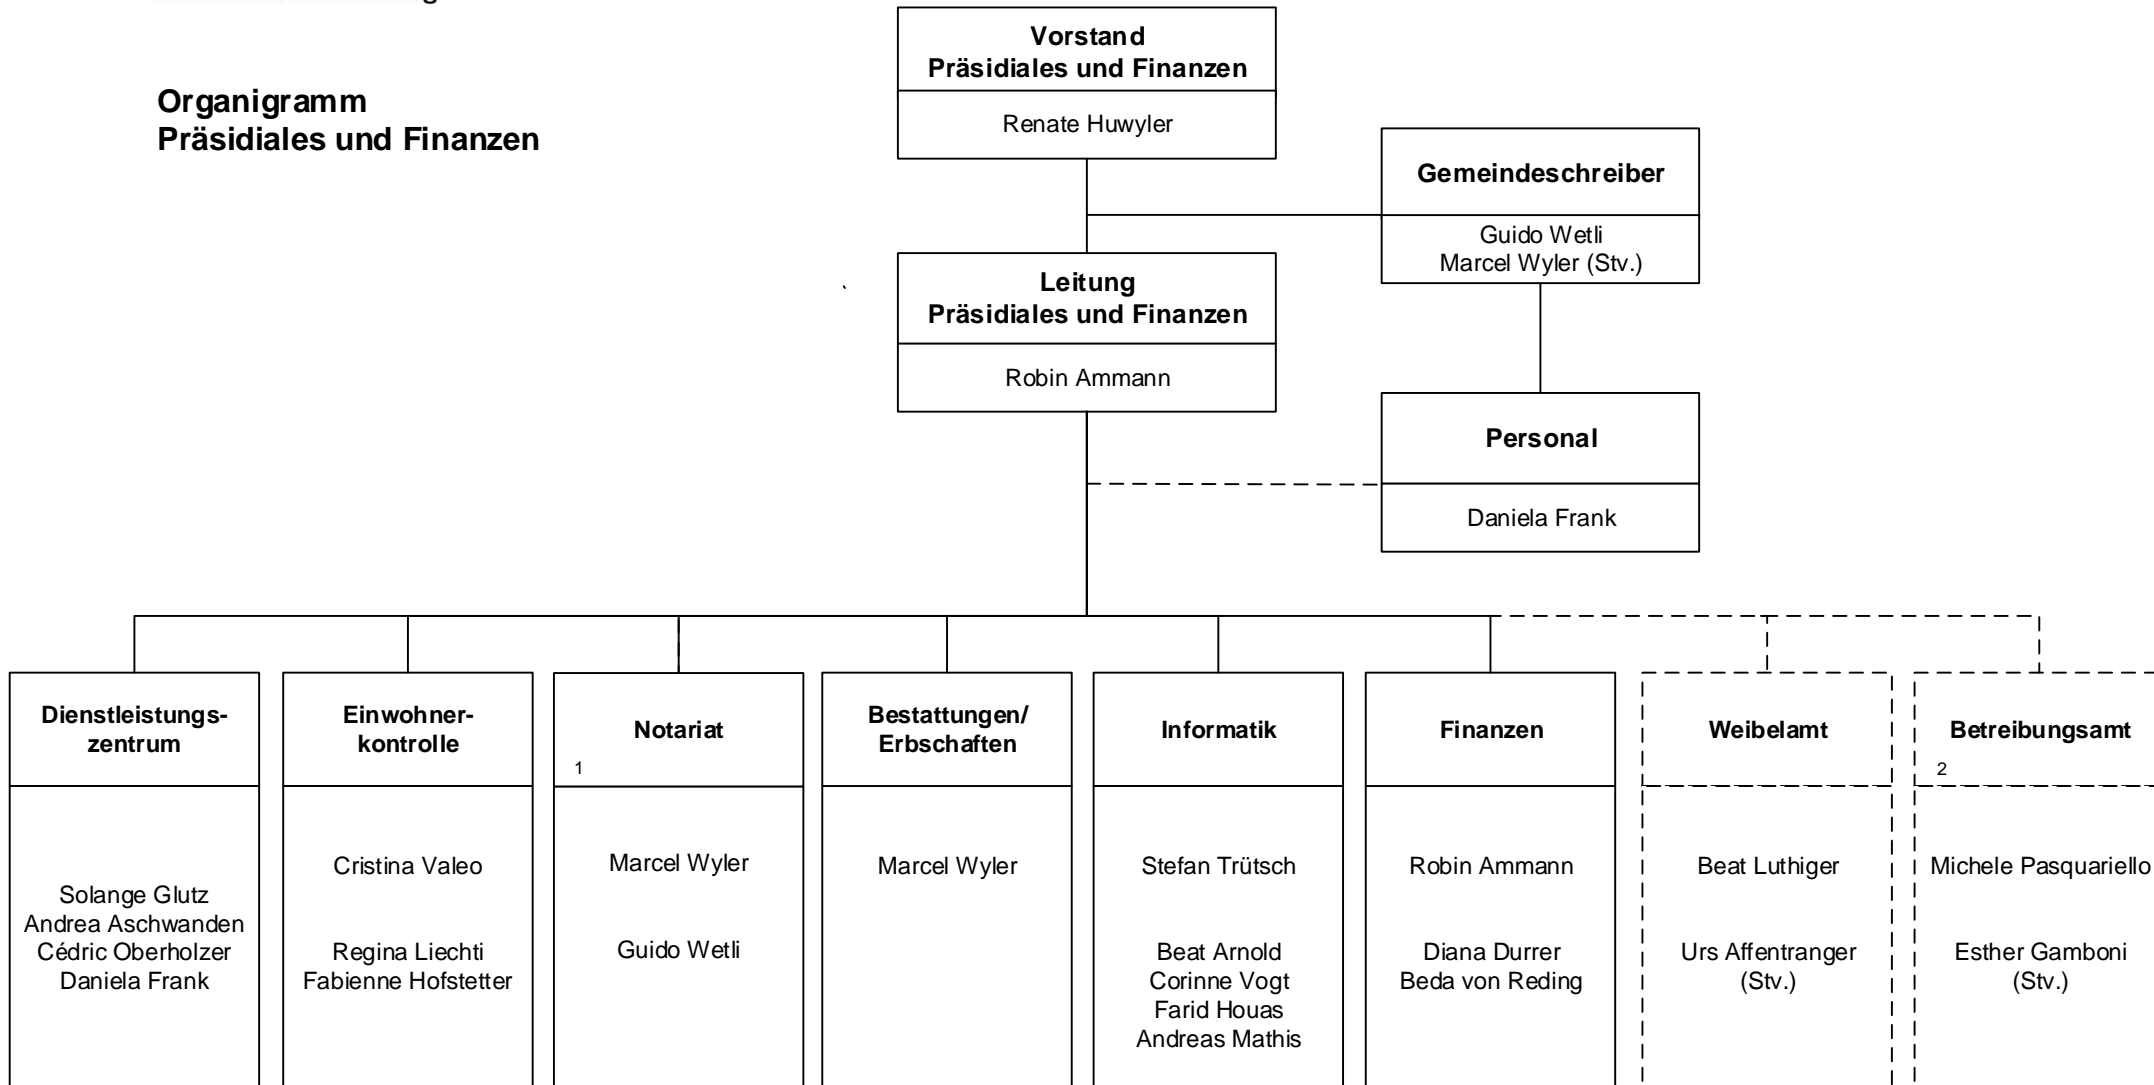 Organigramm
Präsidiales und Finanzen
Vorstand
Präsidiales und Finanzen
Renate Huwyler
Gemeindeschreiber
Guido Wetli
Marcel Wyler (Stv.)
Leitung
Präsidiales und Finanzen
Robin Ammann
Personal
Daniela Frank
Dienstleistungs-
zentrum
Solange Glutz
Andrea Aschwanden
Cédric Oberholzer
Daniela Frank
Einwohner-
kontrolle
Cristina Valeo
Regina Liechti
Fabienne Hofstetter
Notariat
1
Marcel Wyler
Guido Wetli
Bestattungen/
Erbschaften
Marcel Wyler
Informatik
Stefan Trütsch
Beat Arnold
Corinne Vogt
Farid Houas
Andreas Mathis
Finanzen
Robin Ammann
Diana Durrer
Beda von Reding
Weibelamt
Beat Luthiger
Urs Affentranger
(Stv.)
Betreibungsamt
2
Michele Pasquariello
Esther Gamboni
(Stv.)